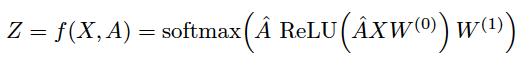 Z = f(X, A) = softmax(Â ReLU(ÂXW⁽⁰⁾) W⁽¹⁾)